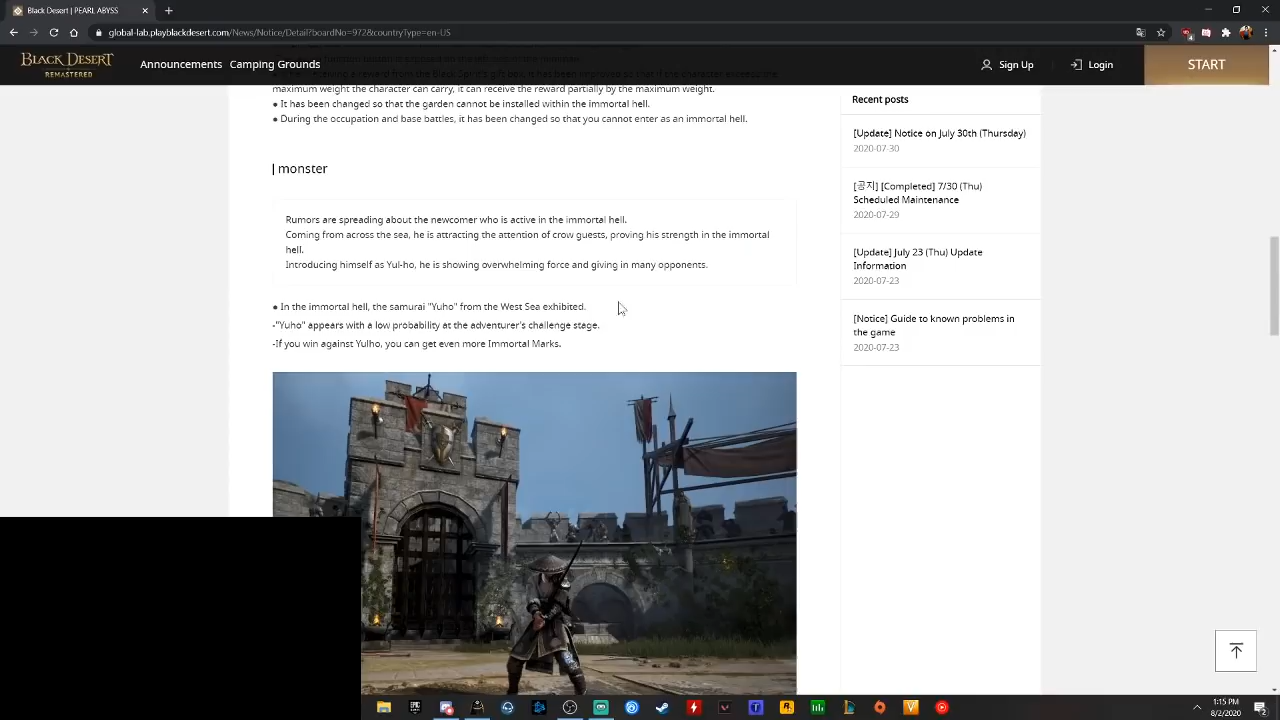 Black Desert | PEARL ABYSS
global-lab.playblackdesert.com/News/Notice/Detail?boardNo=972&countryType=en-US
BLACK DESERT
REMASTERED
Announcements Camping Grounds
Sign Up
Login
START
maximum weight the character can carry, it can receive the reward partially by the maximum weight.
● It has been changed so that the garden cannot be installed within the immortal hell.
● During the occupation and base battles, it has been changed so that you cannot enter as an immortal hell.
| monster
Rumors are spreading about the newcomer who is active in the immortal hell.
Coming from across the sea, he is attracting the attention of crow guests, proving his strength in the immortal
hell.
Introducing himself as Yul-ho, he is showing overwhelming force and giving in many opponents.
● In the immortal hell, the samurai "Yuho" from the West Sea exhibited.
-"Yuho" appears with a low probability at the adventurer's challenge stage.
-If you win against Yulho, you can get even more Immortal Marks.
Recent posts
[Update] Notice on July 30th (Thursday)
2020-07-30
[공지] [Completed] 7/30 (Thu)
Scheduled Maintenance
2020-07-29
[Update] July 23 (Thu) Update
Information
2020-07-23
[Notice] Guide to known problems in
the game
2020-07-23
1:15 PM
8/2/2020